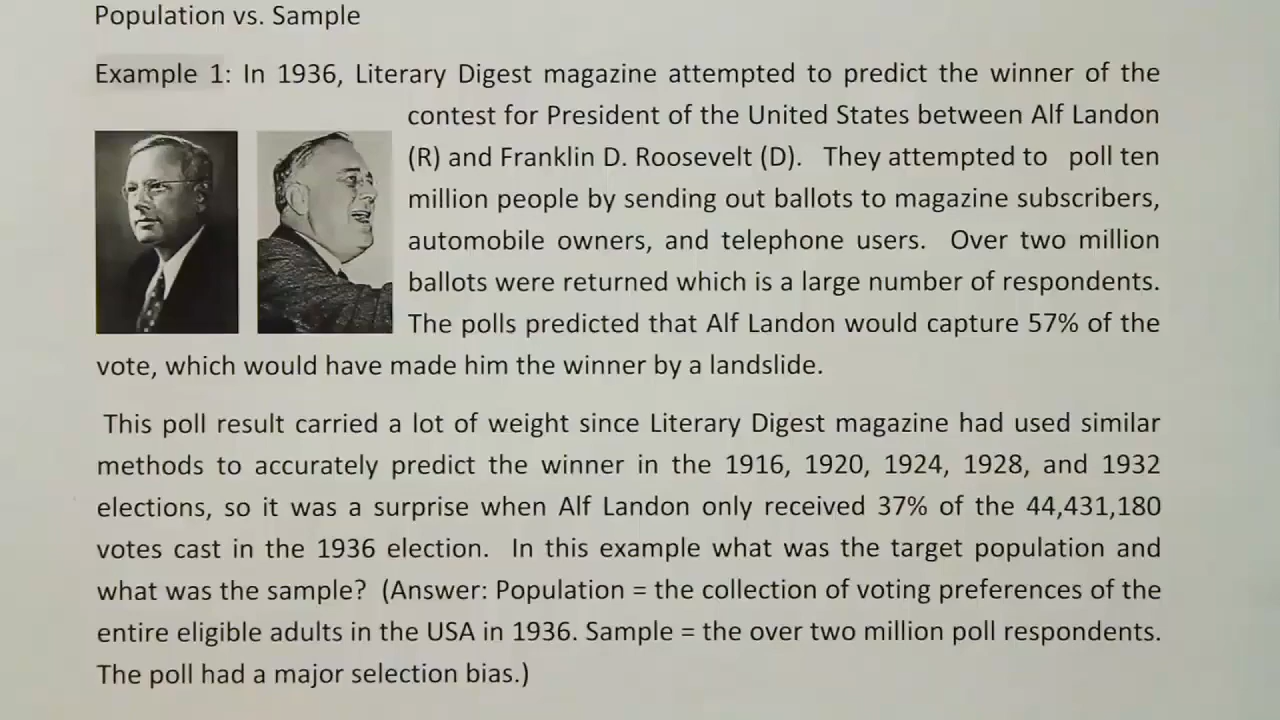 Population vs. Sample
Example 1: In 1936, Literary Digest magazine attempted to predict the winner of the
contest for President of the United States between Alf Landon
(R) and Franklin D. Roosevelt (D). They attempted to poll ten
million people by sending out ballots to magazine subscribers,
automobile owners, and telephone users. Over two million
ballots were returned which is a large number of respondents.
The polls predicted that Alf Landon would capture 57% of the
vote, which would have made him the winner by a landslide.
This poll result carried a lot of weight since Literary Digest magazine had used similar
methods to accurately predict the winner in the 1916, 1920, 1924, 1928, and 1932
elections, so it was a surprise when Alf Landon only received 37% of the 44,431,180
votes cast in the 1936 election. In this example what was the target population and
what was the sample? (Answer: Population = the collection of voting preferences of the
entire eligible adults in the USA in 1936. Sample = the over two million poll respondents.
The poll had a major selection bias.)